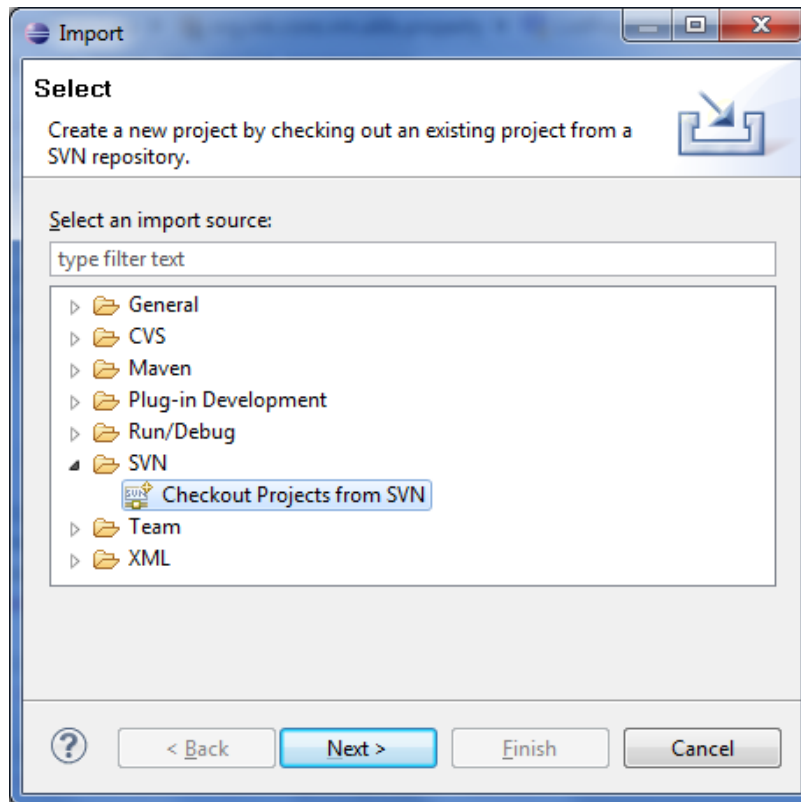 Import
Select
Create a new project by checking out an existing project from a
SVN repository.
Select an import source:
type filter text
General
CVS
Maven
Plug-in Development
Run/Debug
SVN
Checkout Projects from SVN
Team
XML
? < Back Next > Finish Cancel